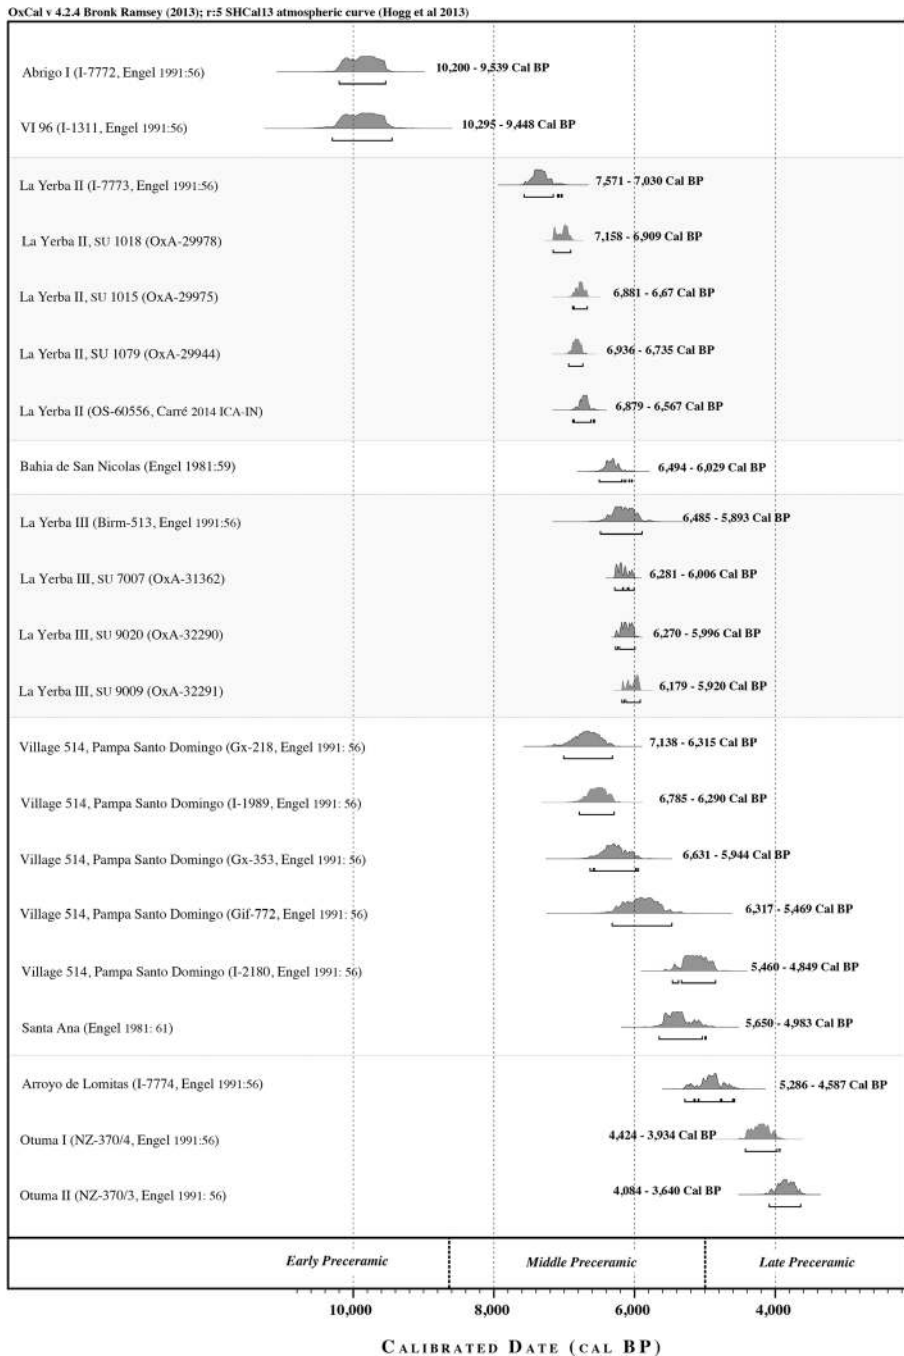 OxCal v 4.2.4 Bronk Ramsey (2013); r:5 SHCal13 atmospheric curve (Hogg et al 2013)
Abrigo I (I-7772, Engel 1991:56)
10,200 - 9,539 Cal BP
VI 96 (I-1311, Engel 1991:56)
10,295 - 9,448 Cal BP
La Yerba II (I-7773, Engel 1991:56)
7,571 - 7,030 Cal BP
La Yerba II, SU 1018 (OxA-29978)
7,158 - 6,909 Cal BP
La Yerba II, SU 1015 (OxA-29975)
6,881 - 6,67 Cal BP
La Yerba II, SU 1079 (OxA-29944)
6,936 - 6,735 Cal BP
La Yerba II (OS-60556, Carré 2014 ICA-IN)
6,879 - 6,567 Cal BP
Bahia de San Nicolas (Engel 1981:59)
6,494 - 6,029 Cal BP
La Yerba III (Birm-513, Engel 1991:56)
6,485 - 5,893 Cal BP
La Yerba III, SU 7007 (OxA-31362)
6,281 - 6,006 Cal BP
La Yerba III, SU 9020 (OxA-32290)
6,270 - 5,996 Cal BP
La Yerba III, SU 9009 (OxA-32291)
6,179 - 5,920 Cal BP
Village 514, Pampa Santo Domingo (Gx-218, Engel 1991: 56)
7,138 - 6,315 Cal BP
Village 514, Pampa Santo Domingo (I-1989, Engel 1991: 56)
6,785 - 6,290 Cal BP
Village 514, Pampa Santo Domingo (Gx-353, Engel 1991: 56)
6,631 - 5,944 Cal BP
Village 514, Pampa Santo Domingo (Gif-772, Engel 1991: 56)
6,317 - 5,469 Cal BP
Village 514, Pampa Santo Domingo (I-2180, Engel 1991: 56)
5,460 - 4,849 Cal BP
Santa Ana (Engel 1981: 61)
5,650 - 4,983 Cal BP
Arroyo de Lomitas (I-7774, Engel 1991:56)
5,286 - 4,587 Cal BP
Otuma I (NZ-370/4, Engel 1991:56)
4,424 - 3,934 Cal BP
Otuma II (NZ-370/3, Engel 1991: 56)
4,084 - 3,640 Cal BP
Early Preceramic Middle Preceramic Late Preceramic
10,000 8,000 6,000 4,000
CALIBRATED DATE (CAL BP)